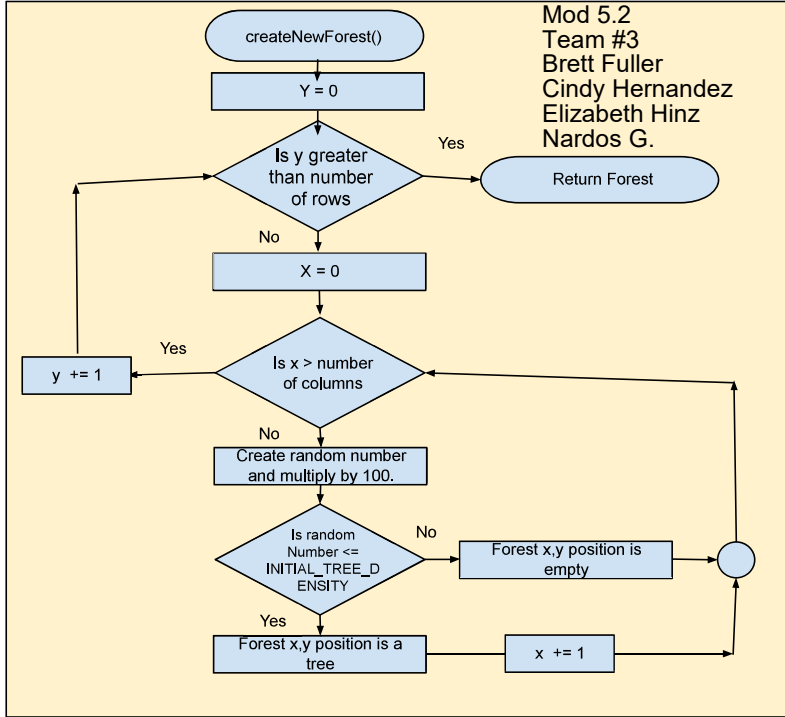 Mod 5.2
Team #3
Brett Fuller
Cindy Hernandez
Elizabeth Hinz
Nardos G.
createNewForest()
Y = 0
Is y greater
than number
of rows
Yes
Return Forest
No
X = 0
Is x > number
of columns
Yes
y += 1
No
Create random number
and multiply by 100.
Is random
Number <=
INITIAL_TREE_D
ENSITY
No
Forest x,y position is
empty
Yes
Forest x,y position is a
tree
x += 1